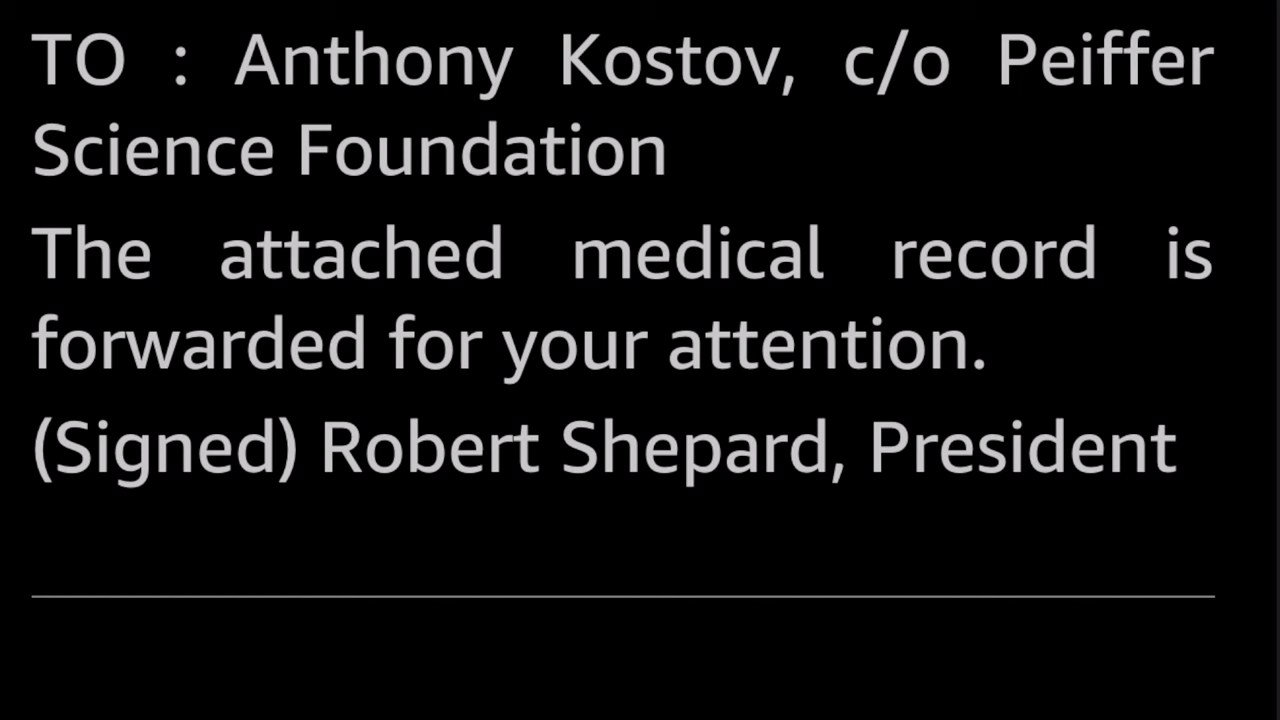 TO : Anthony Kostov, c/o Peiffer
Science Foundation
The attached medical record is
forwarded for your attention.
(Signed) Robert Shepard, President